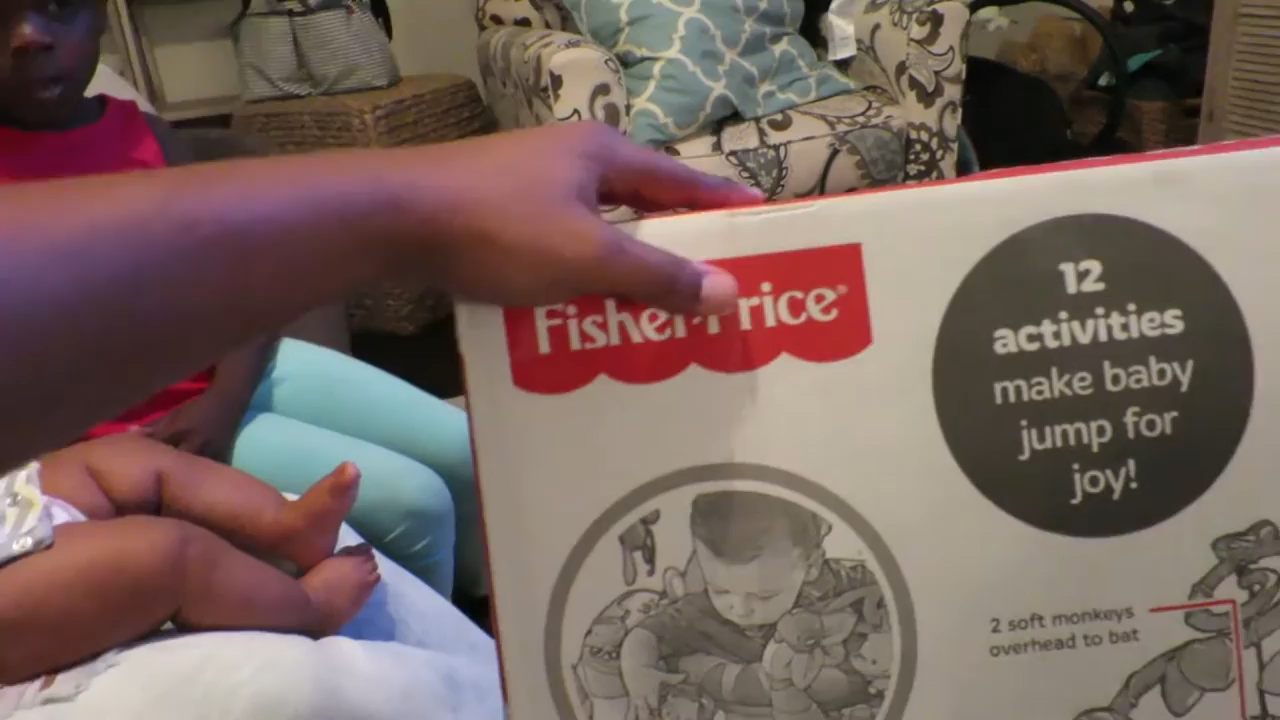 Fisher-Price®
12
activities
make baby
jump for
joy!
2 soft monkeys
overhead to bat